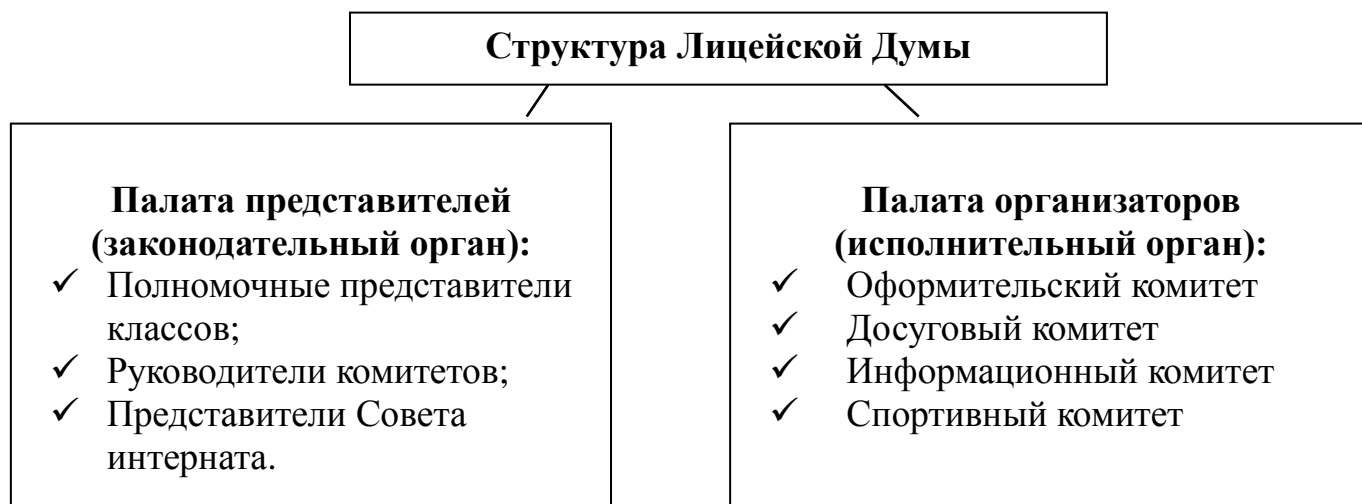 Структура Лицейской Думы
Палата представителей
(законодательный орган):
✓ Полномочные представители
классов;
✓ Руководители комитетов;
✓ Представители Совета
интерната.
Палата организаторов
(исполнительный орган):
✓ Оформительский комитет
✓ Досуговый комитет
✓ Информационный комитет
✓ Спортивный комитет